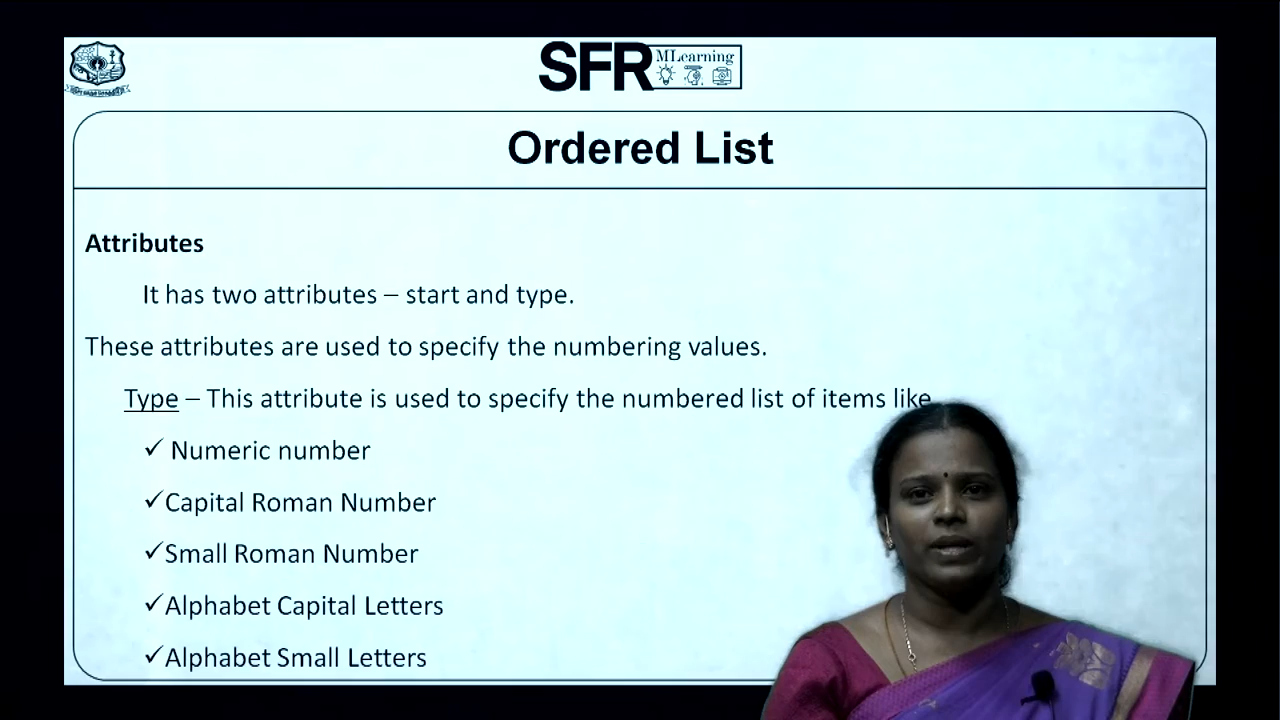 SFR MLearning
Ordered List
Attributes
It has two attributes – start and type.
These attributes are used to specify the numbering values.
Type – This attribute is used to specify the numbered list of items like
✓ Numeric number
✓Capital Roman Number
✓Small Roman Number
✓Alphabet Capital Letters
✓Alphabet Small Letters